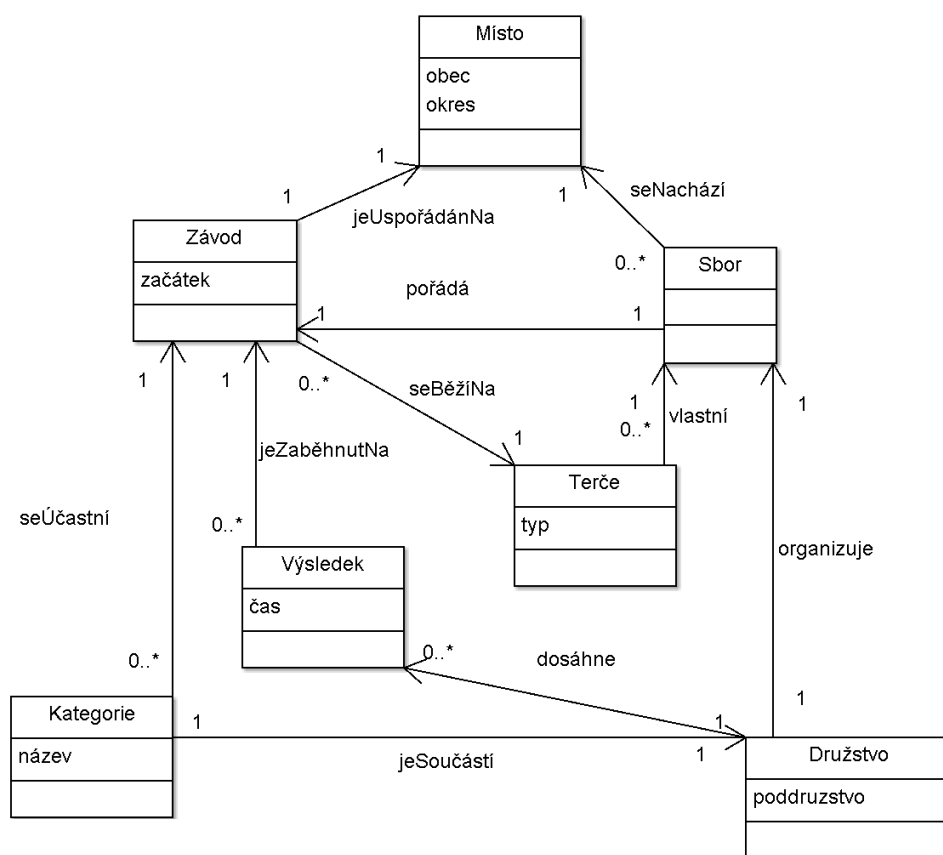 Místo
obec
okres
1
1
jeUspořádánNa
1
seNachází
0..*
Závod
začátek
Sbor
pořádá
1
1
1
1
0..*
seBěžíNa
1
1
vlastní
0..*
1
jeZaběhnutNa
Terče
typ
seÚčastní
0..*
organizuje
Výsledek
čas
0..*
0..*
dosáhne
1
Kategorie
název
1
1
1
jeSoučástí
Družstvo
poddruzstvo